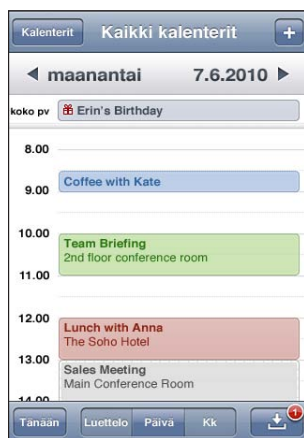 Kalenterit Kaikki kalenterit +
maanantai 7.6.2010
koko pv Erin's Birthday
8.00
Coffee with Kate
9.00
10.00
Team Briefing
2nd floor conference room
11.00
12.00
Lunch with Anna
The Soho Hotel
13.00
Sales Meeting
Main Conference Room
14.00
Tänään Luettelo Päivä Kk 1